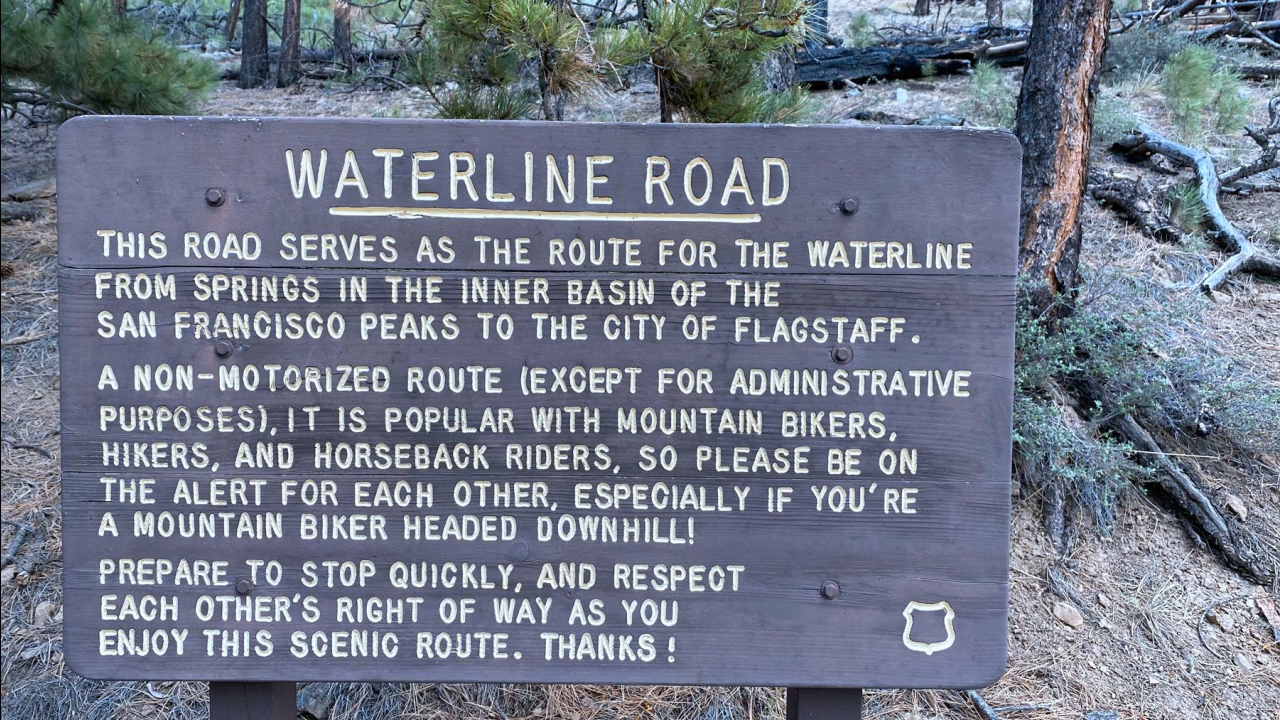 WATERLINE ROAD
THIS ROAD SERVES AS THE ROUTE FOR THE WATERLINE
FROM SPRINGS IN THE INNER BASIN OF THE
SAN FRANCISCO PEAKS TO THE CITY OF FLAGSTAFF.
A NON-MOTORIZED ROUTE (EXCEPT FOR ADMINISTRATIVE
PURPOSES), IT IS POPULAR WITH MOUNTAIN BIKERS,
HIKERS, AND HORSEBACK RIDERS, SO PLEASE BE ON
THE ALERT FOR EACH OTHER, ESPECIALLY IF YOU'RE
A MOUNTAIN BIKER HEADED DOWNHILL!
PREPARE TO STOP QUICKLY, AND RESPECT
EACH OTHER'S RIGHT OF WAY AS YOU
ENJOY THIS SCENIC ROUTE. THANKS!